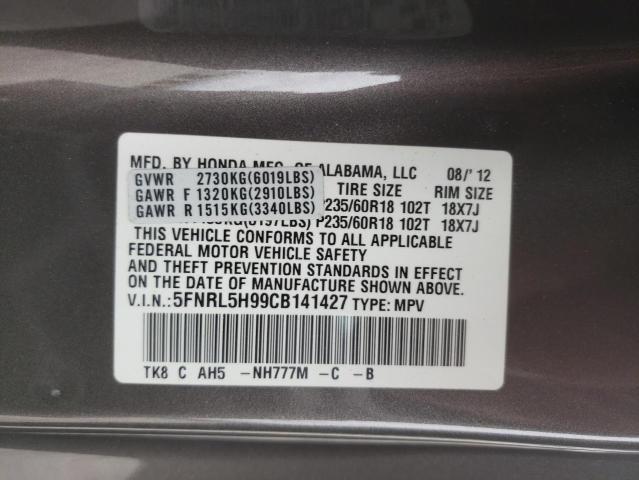 MFD. BY HONDA MFG. OF ALABAMA, LLC 08/'12
GVWR 2730KG(6019LBS) TIRE SIZE RIM SIZE
GAWR F 1320KG(2910LBS) P235/60R18 102T 18X7J
GAWR R 1515KG(3340LBS) P235/60R18 102T 18X7J
THIS VEHICLE CONFORMS TO ALL APPLICABLE
FEDERAL MOTOR VEHICLE SAFETY
AND THEFT PREVENTION STANDARDS IN EFFECT
ON THE DATE OF MANUFACTURE SHOWN ABOVE.
V.I.N.:5FNRL5H99CB141427 TYPE: MPV
TK8 C AH5 -NH777M -C -B